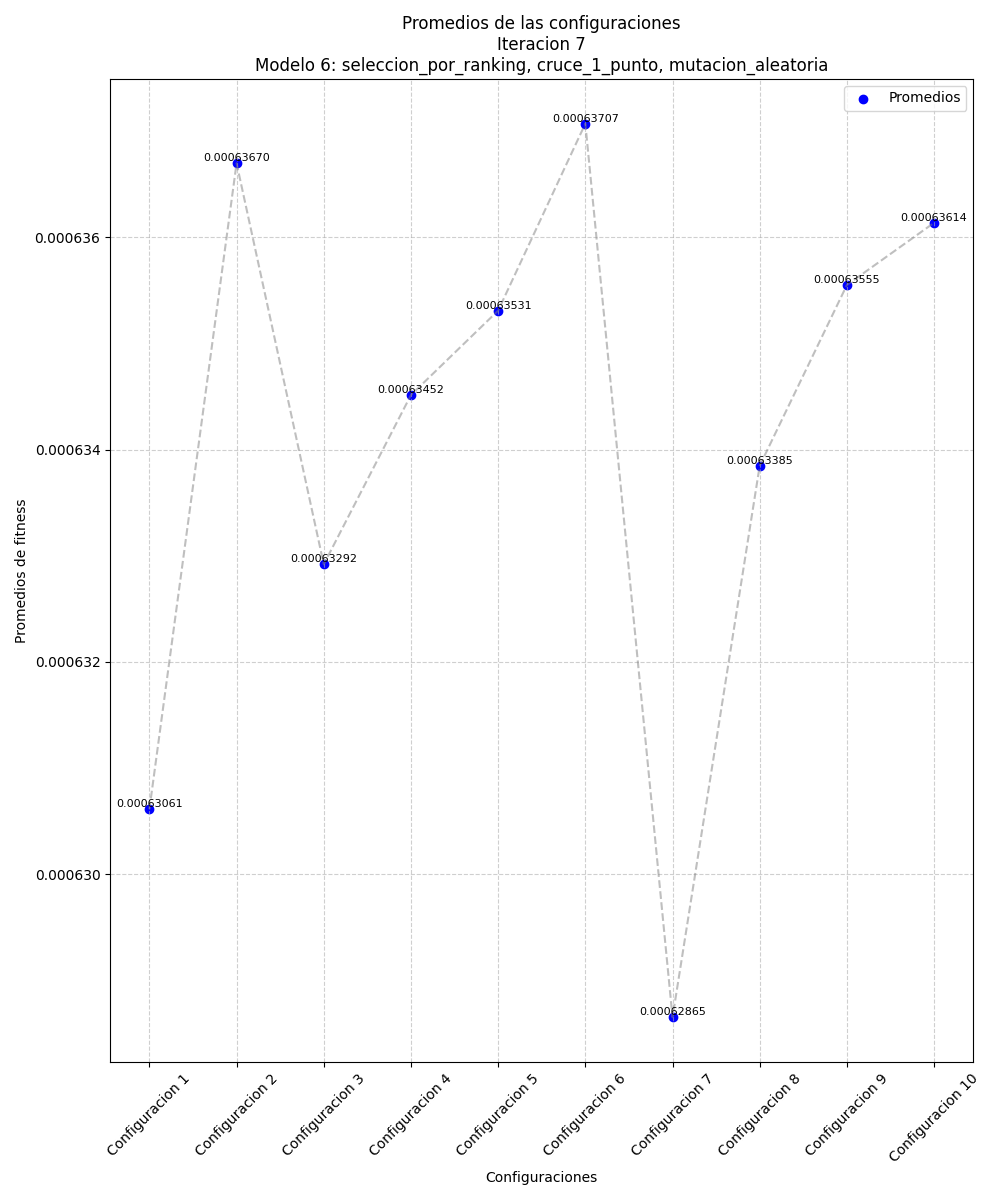 Promedios de las configuraciones
Iteracion 7
Modelo 6: seleccion_por_ranking, cruce_1_punto, mutacion_aleatoria
Promedios
0.00063707
0.00063670
0.00063614
0.000636
0.00063555
0.00063531
0.00063452
0.000634
0.00063385
0.00063292
0.000632
0.00063061
0.000630
0.00062865
Promedios de fitness
Configuracion 1
Configuracion 2
Configuracion 3
Configuracion 4
Configuracion 5
Configuracion 6
Configuracion 7
Configuracion 8
Configuracion 9
Configuracion 10
Configuraciones